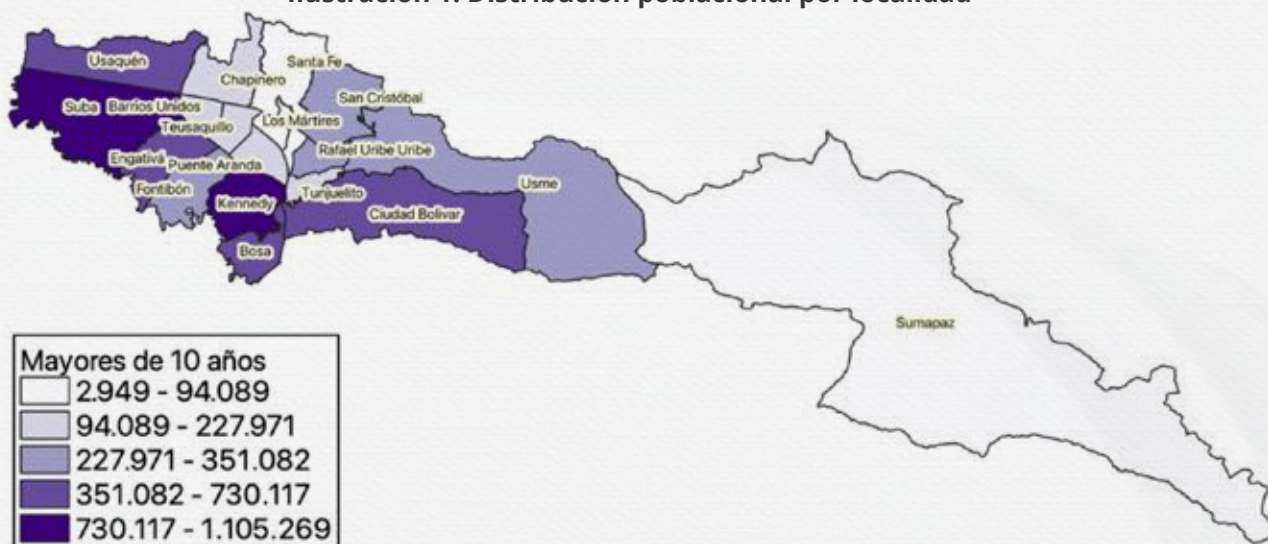 Ilustración 1. Distribución poblacional por localidad
Usaquén
Santa Fe
Chapinero
San Cristóbal
Suba
Barrios Unidos
Teusaquillo
Los Mártires
Rafael Uribe Uribe
Engativá
Puente Aranda
Usme
Fontibón
Tunjuelito
Kennedy
Ciudad Bolivar
Bosa
Sumapaz
Mayores de 10 años
2.949 - 94.089
94.089 - 227.971
227.971 - 351.082
351.082 - 730.117
730.117 - 1.105.269